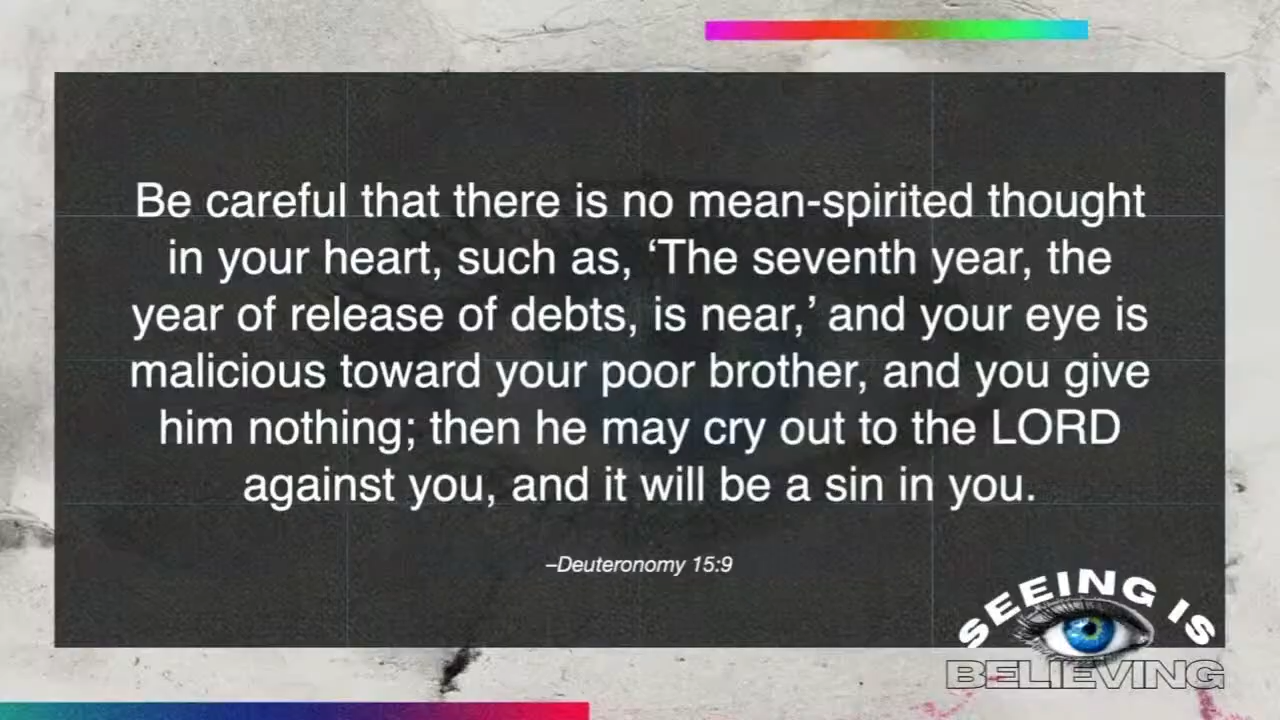 Be careful that there is no mean-spirited thought
in your heart, such as, ‘The seventh year, the
year of release of debts, is near,’ and your eye is
malicious toward your poor brother, and you give
him nothing; then he may cry out to the LORD
against you, and it will be a sin in you.
–Deuteronomy 15:9
SEEING IS
BELIEVING